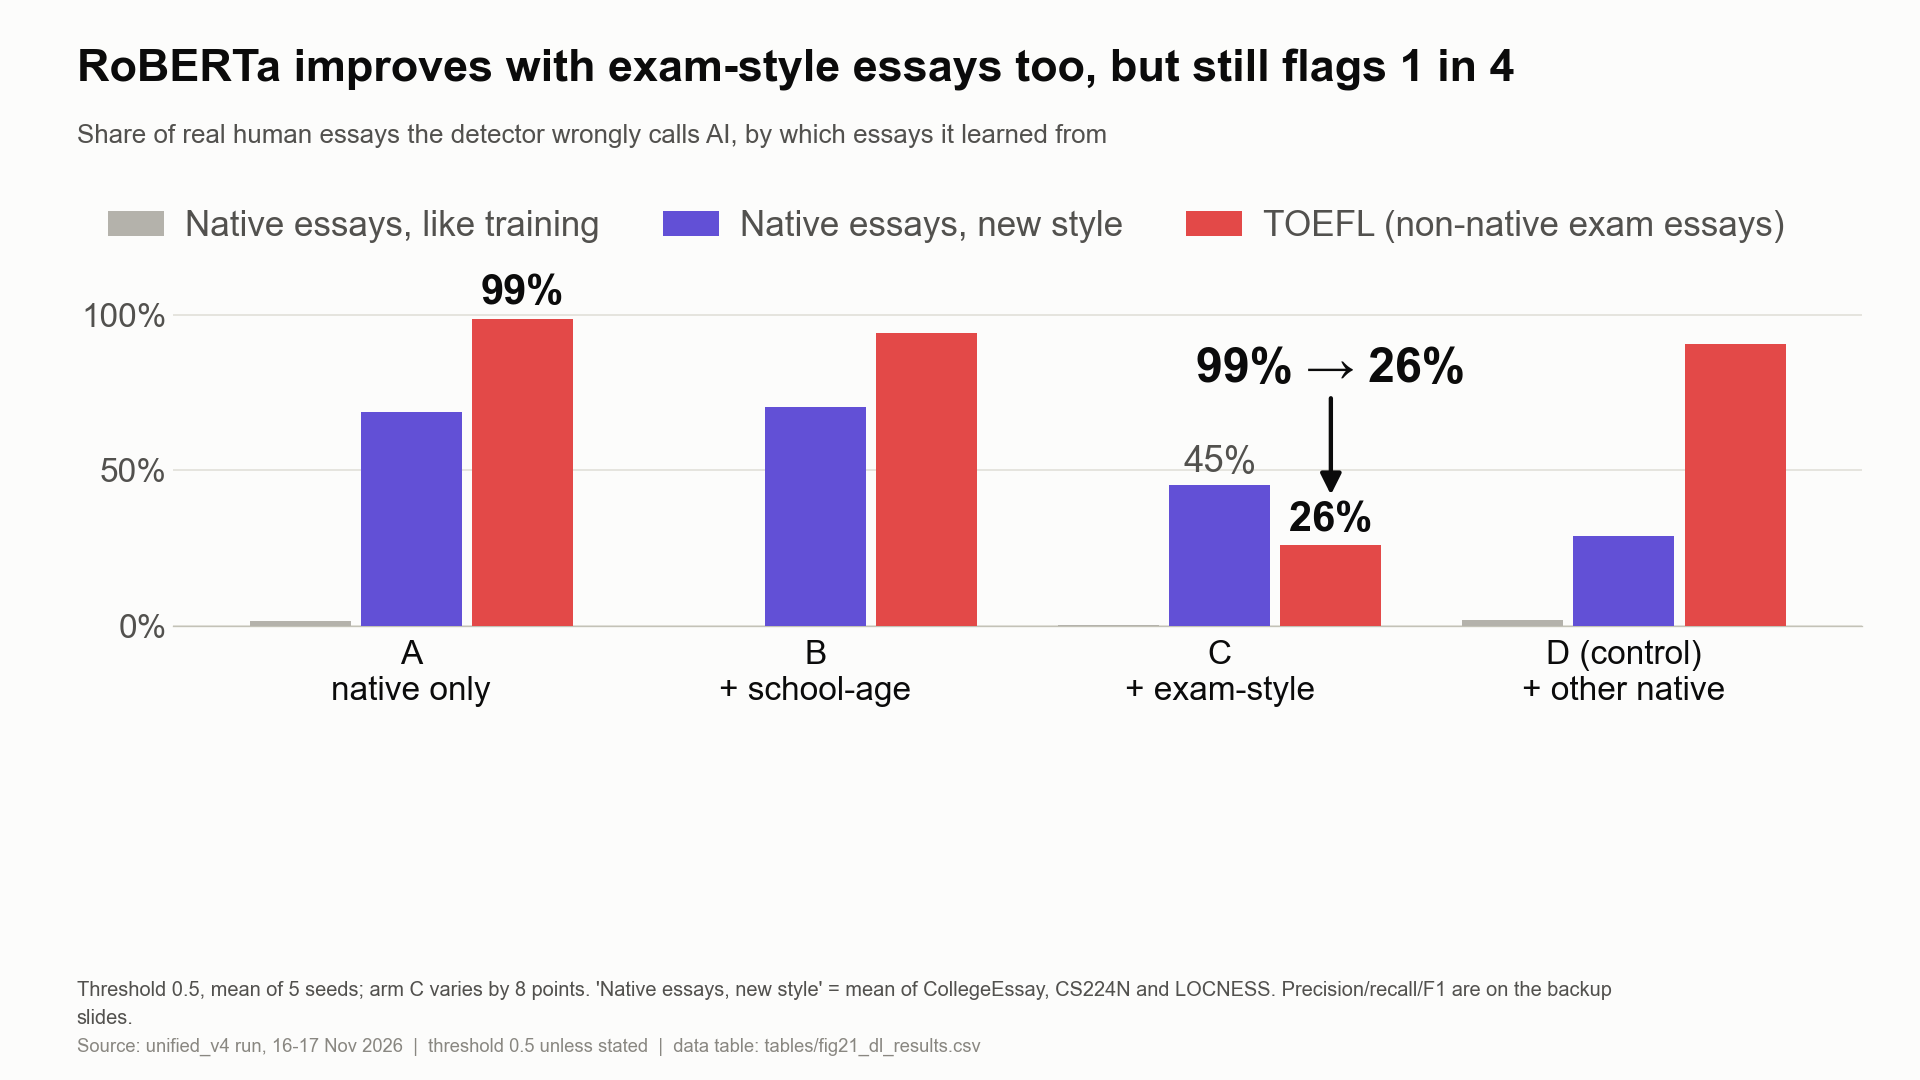 RoBERTa improves with exam-style essays too, but still flags 1 in 4
Share of real human essays the detector wrongly calls AI, by which essays it learned from
Native essays, like training
Native essays, new style
TOEFL (non-native exam essays)
99%
100%
99% → 26%
45%
50%
26%
0%
A
native only
B
+ school-age
C
+ exam-style
D (control)
+ other native
Threshold 0.5, mean of 5 seeds; arm C varies by 8 points. 'Native essays, new style' = mean of CollegeEssay, CS224N and LOCNESS. Precision/recall/F1 are on the backup
slides.
Source: unified_v4 run, 16-17 Nov 2026 | threshold 0.5 unless stated | data table: tables/fig21_dl_results.csv